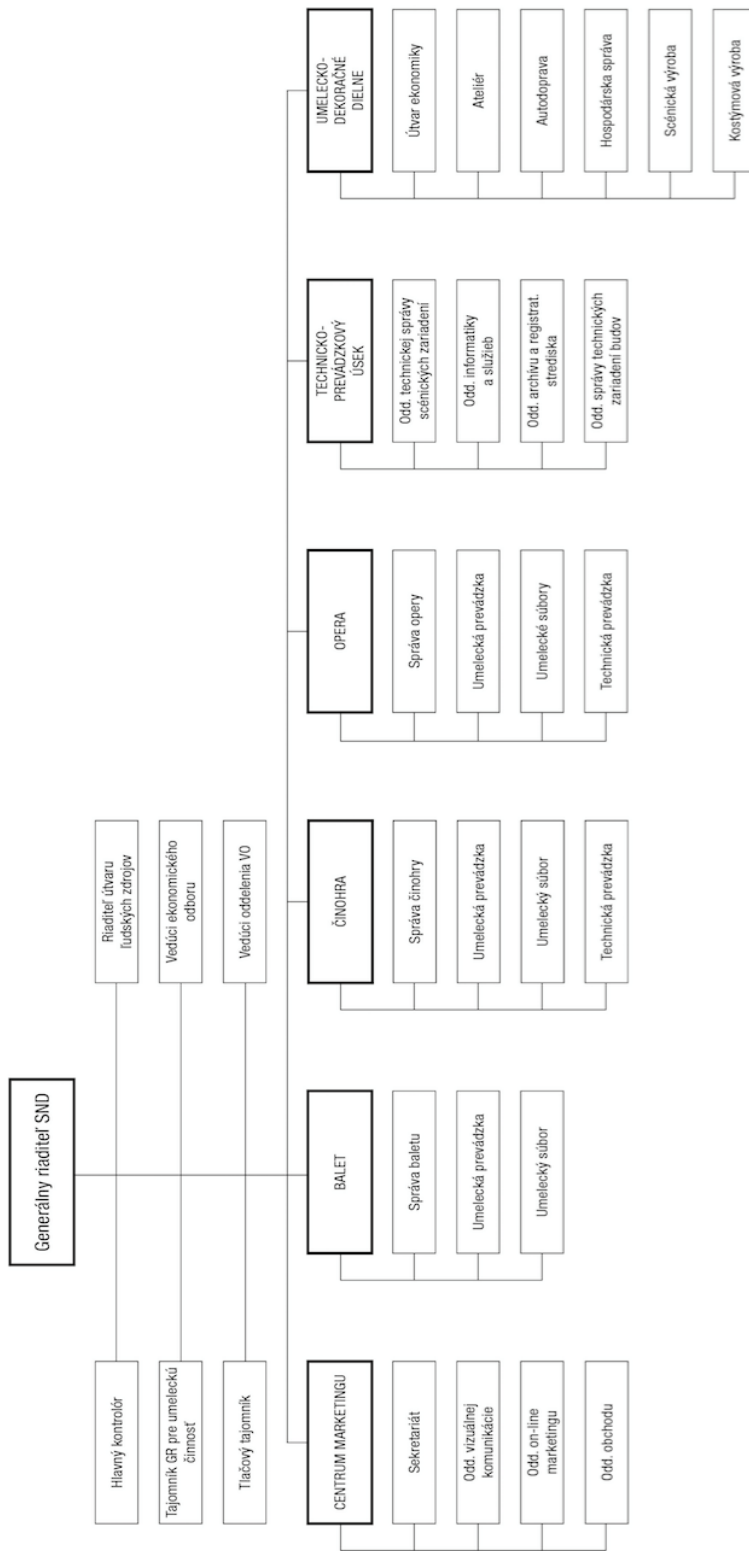 Generálny riaditeľ SND
Hlavný kontrolór
Riaditeľ útvaru
ľudských zdrojov
Tajomník GR pre umeleckú
činnosť
Vedúci ekonomického
odboru
Tlačový tajomník
Vedúci oddelenia VO
CENTRUM MARKETINGU
Sekretariát
Odd. vizuálnej
komunikácie
Odd. on-line
marketingu
Odd. obchodu
BALET
Správa baletu
Umelecká prevádzka
Umelecký súbor
ČINOHRA
Správa činohry
Umelecká prevádzka
Umelecký súbor
Technická prevádzka
OPERA
Správa opery
Umelecká prevádzka
Umelecké súbory
Technická prevádzka
TECHNICKO-
PREVÁDZKOVÝ
ÚSEK
Odd. technickej správy
scénických zariadení
Odd. informatiky
a služieb
Odd. archívu a registrat.
strediska
Odd. správy technických
zariadení budov
UMELECKO-
DEKORAČNÉ
DIELNE
Útvar ekonomiky
Ateliér
Autodoprava
Hospodárska správa
Scénická výroba
Kostýmová výroba